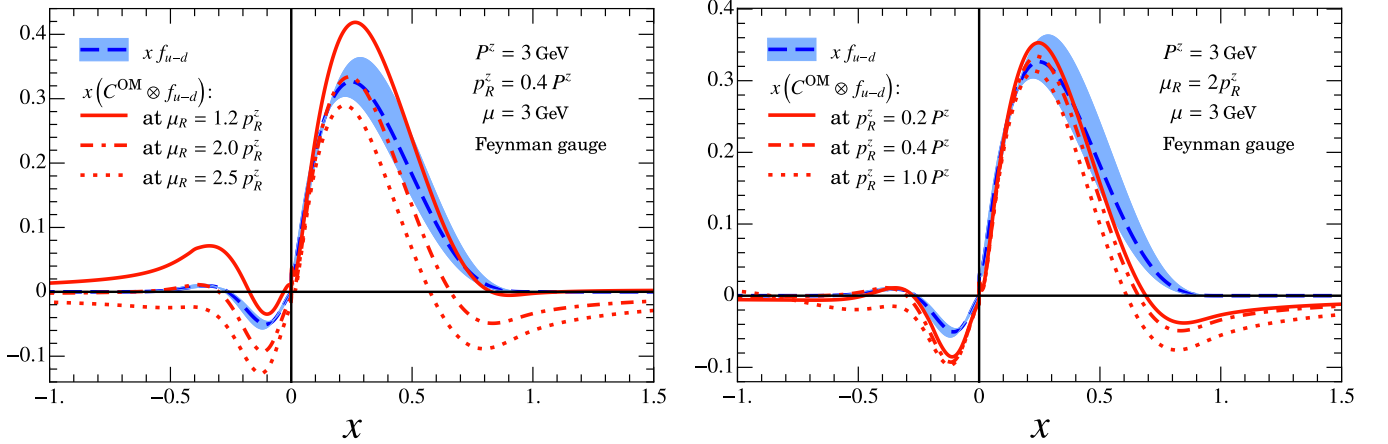 0.4
0.3
0.2
0.1
0
−0.1
x f_{u−d}
x(C^{OM} ⊗ f_{u−d}):
at μ_R = 1.2 p_R^z
at μ_R = 2.0 p_R^z
at μ_R = 2.5 p_R^z
P^z = 3 GeV
p_R^z = 0.4 P^z
μ = 3 GeV
Feynman gauge
−1. −0.5 0 0.5 1. 1.5
x
0.4
0.3
0.2
0.1
0
−0.1
x f_{u−d}
x(C^{OM} ⊗ f_{u−d}):
at p_R^z = 0.2 P^z
at p_R^z = 0.4 P^z
at p_R^z = 1.0 P^z
P^z = 3 GeV
μ_R = 2p_R^z
μ = 3 GeV
Feynman gauge
−1. −0.5 0 0.5 1. 1.5
x